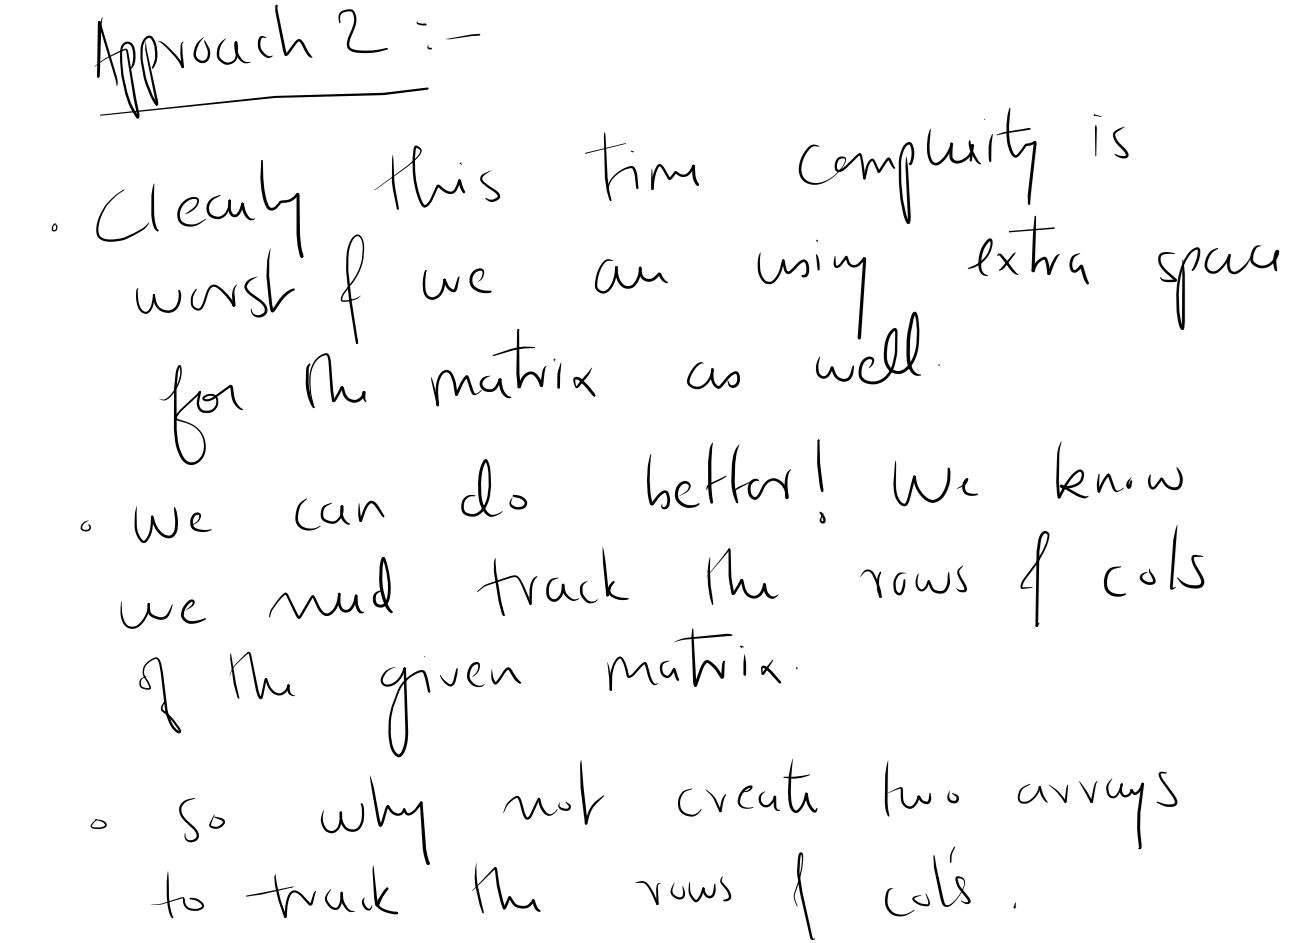 Approach 2 :-
• Clearly this time complexity is
worst & we are using extra space
for the matrix as well.
• We can do better! We know
we need track the rows & cols
of the given matrix.
• So why not create two arrays
to track the rows & col's.